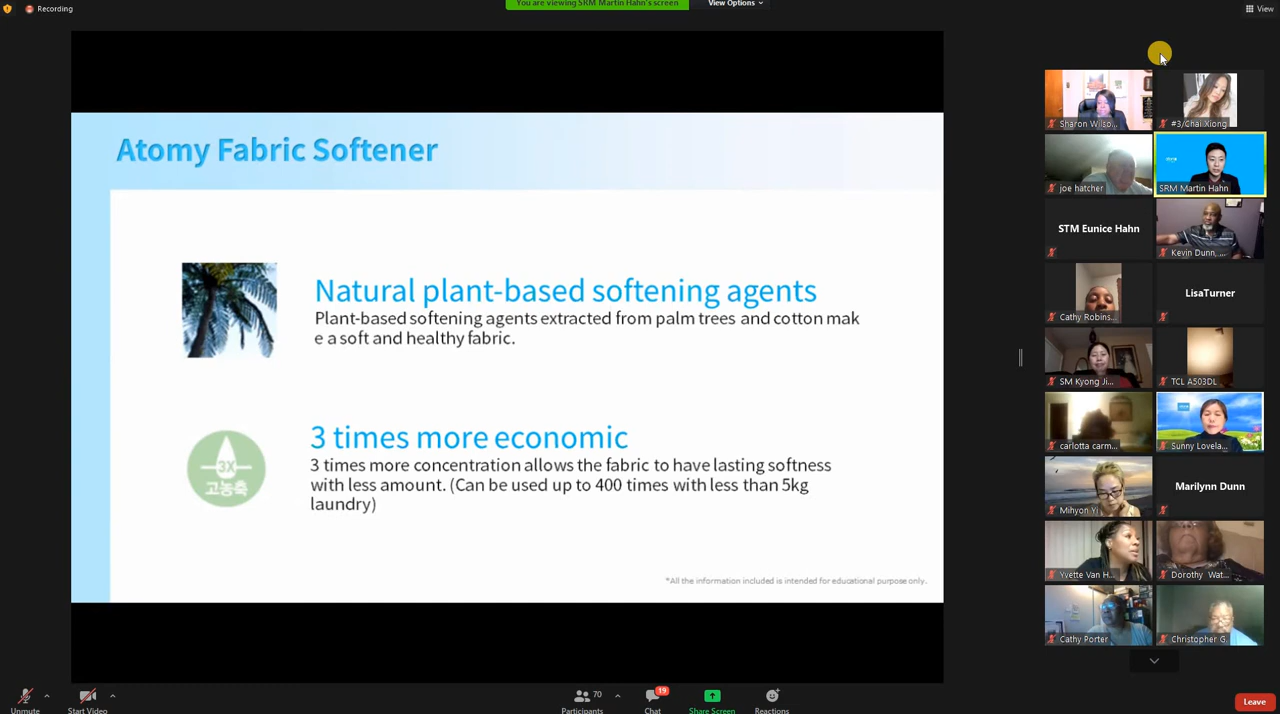 Recording
You are viewing SRM Martin Hahn's screen
View Options
View
Atomy Fabric Softener
Natural plant-based softening agents
Plant-based softening agents extracted from palm trees and cotton mak
e a soft and healthy fabric.
3X
고농축
3 times more economic
3 times more concentration allows the fabric to have lasting softness
with less amount. (Can be used up to 400 times with less than 5kg
laundry)
*All the information included is intended for educational purpose only.
Sharon Wilso...
#3/Chai Xiong
joe hatcher
SRM Martin Hahn
STM Eunice Hahn
Kevin Dunn, ...
Cathy Robins...
LisaTurner
SM Kyong Ji...
TCL A503DL
carlotta carm...
Sunny Lovela...
Mihyon Yi
Marilynn Dunn
Yvette Van H...
Dorothy Wat...
Cathy Porter
Christopher G.
Unmute
Start Video
70
Participants
19
Chat
Share Screen
Reactions
Leave